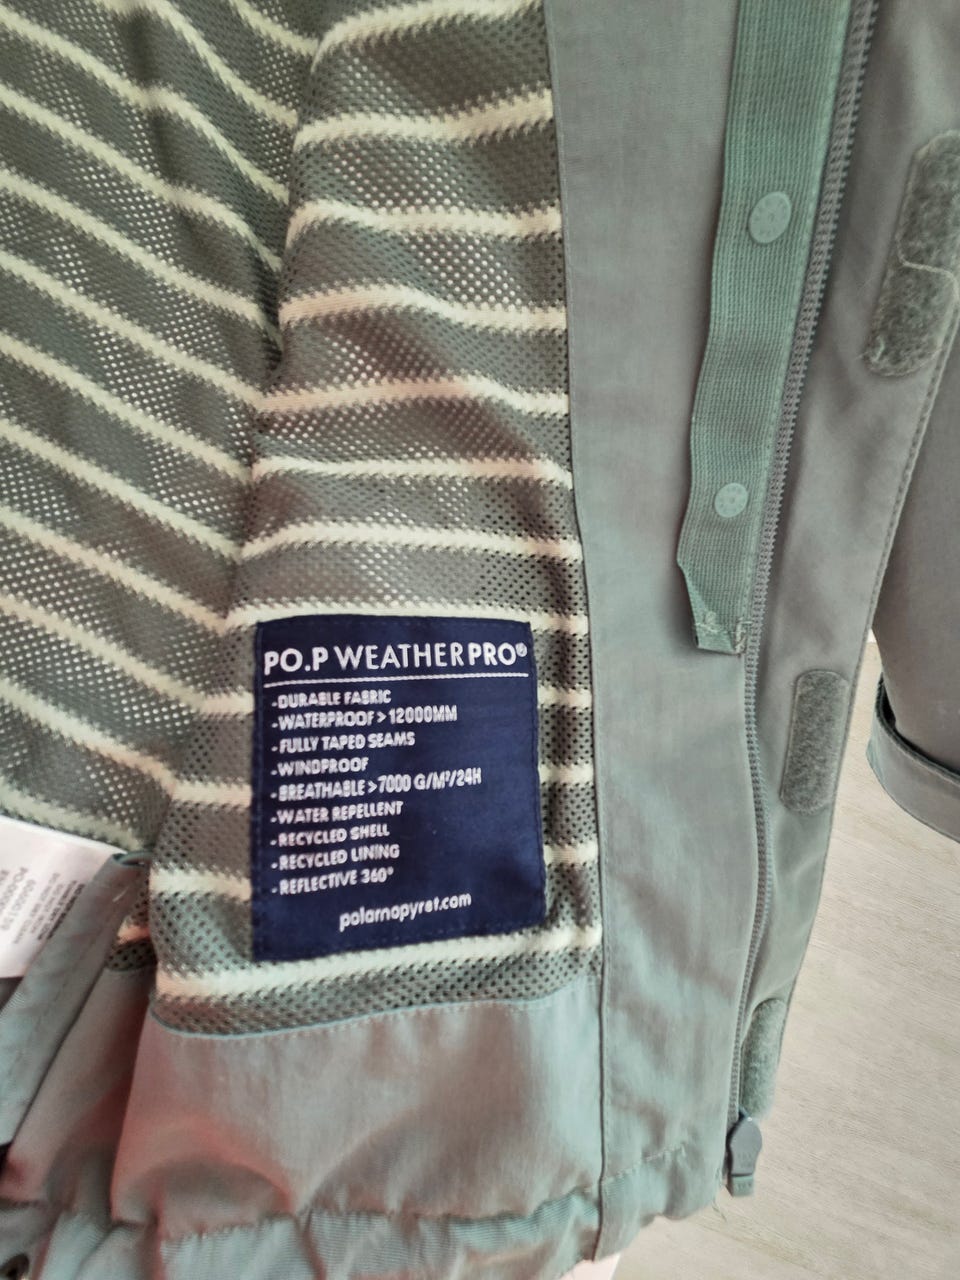 PO.P WEATHERPRO®
-DURABLE FABRIC
-WATERPROOF > 12000MM
-FULLY TAPED SEAMS
-WINDPROOF
-BREATHABLE >7000 G/M²/24H
-WATER REPELLENT
-RECYCLED SHELL
-RECYCLED LINING
-REFLECTIVE 360°
polarnopyret.com